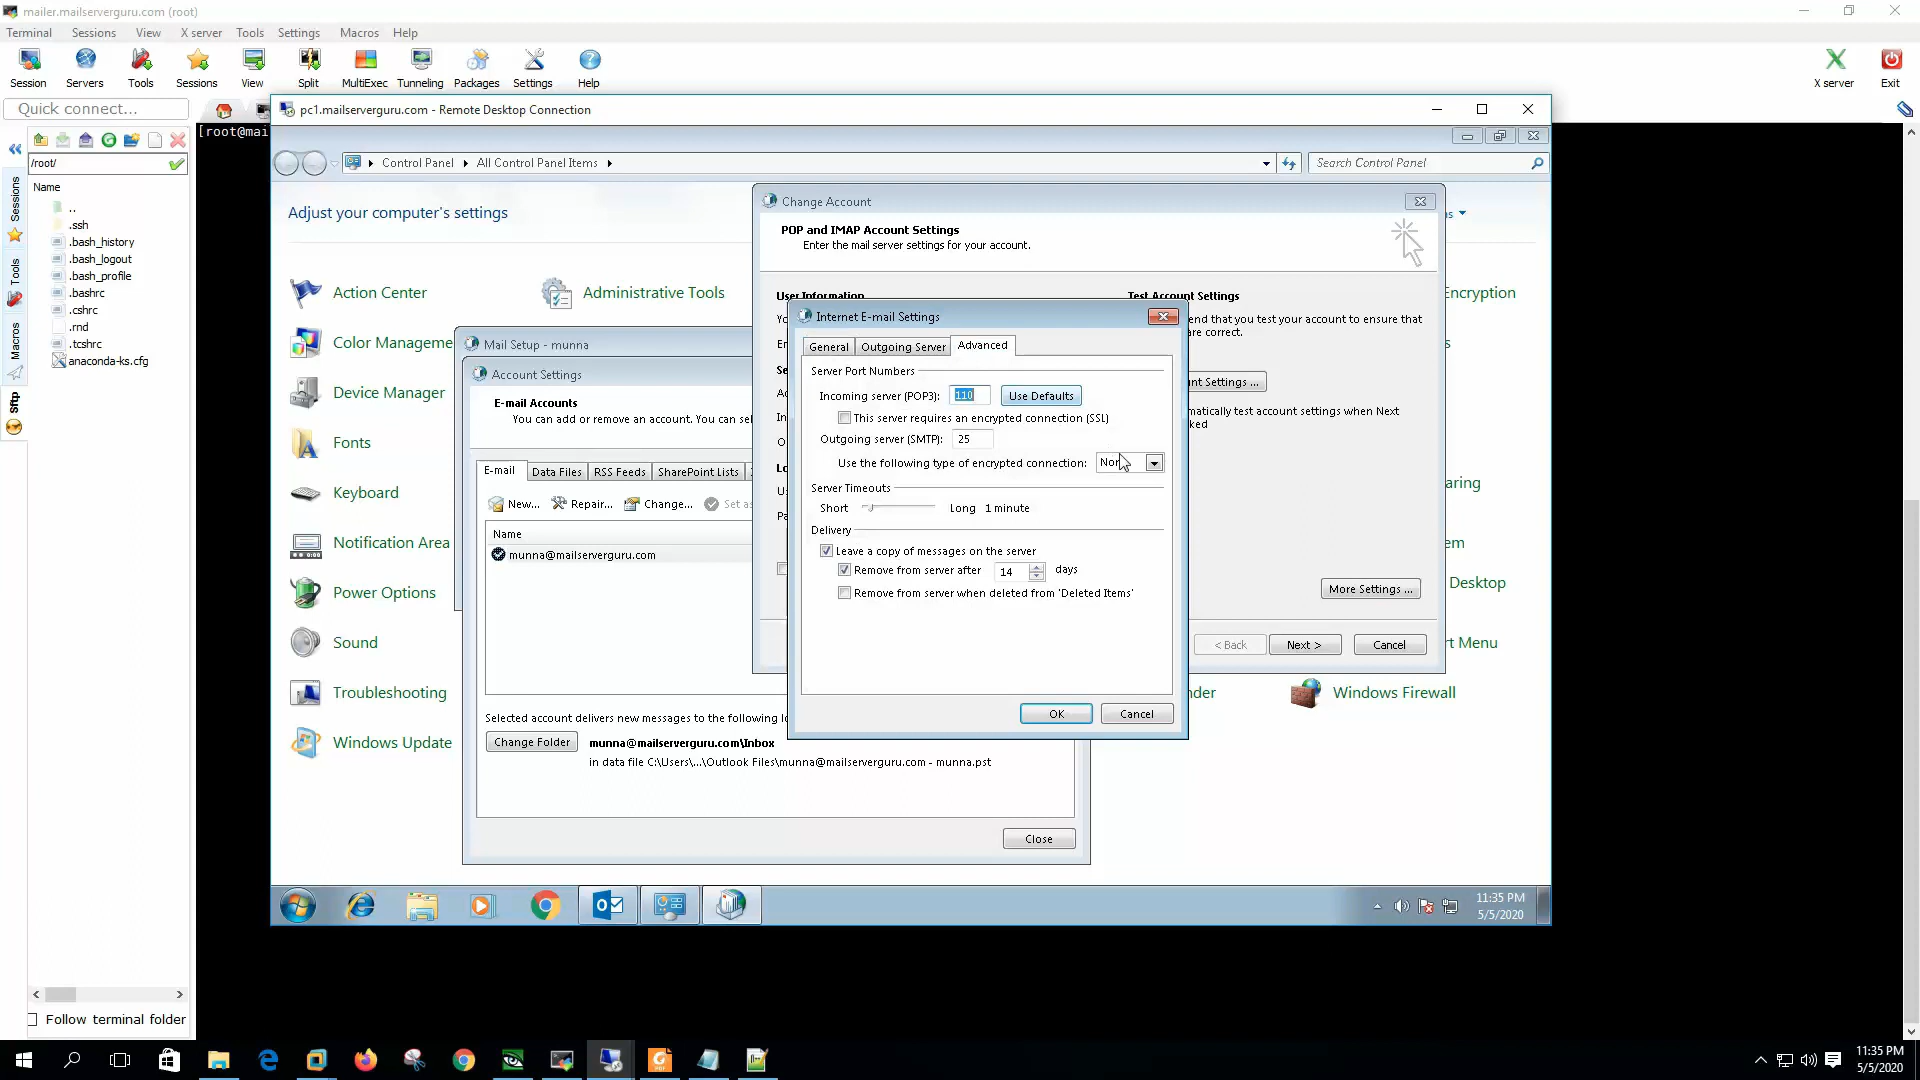 mailer.mailserverguru.com (root)
Terminal Sessions View X server Tools Settings Macros Help
Session Servers Tools Sessions View Split MultiExec Tunneling Packages Settings Help X server Exit
Quick connect...
pc1.mailserverguru.com - Remote Desktop Connection
[root@mai
/root/
Name
..
.ssh
.bash_history
.bash_logout
.bash_profile
.bashrc
.cshrc
.rnd
.tcshrc
anaconda-ks.cfg
Sessions
Tools
Macros
Sftp
Follow terminal folder
Control Panel All Control Panel Items
Search Control Panel
Adjust your computer's settings
Action Center
Administrative Tools
Color Manageme
Device Manager
Fonts
Keyboard
Notification Area
Power Options
Sound
Troubleshooting
Windows Update
Encryption
Desktop
rt Menu
Windows Firewall
Mail Setup - munna
Account Settings
E-mail Accounts
You can add or remove an account. You can sel
E-mail Data Files RSS Feeds SharePoint Lists
New... Repair... Change... Set as
Name
munna@mailserverguru.com
Selected account delivers new messages to the following lo
Change Folder munna@mailserverguru.com\Inbox
in data file C:\Users\...\Outlook Files\munna@mailserverguru.com - munna.pst
Close
Change Account
POP and IMAP Account Settings
Enter the mail server settings for your account.
User Information
Test Account Settings
end that you test your account to ensure that
are correct.
nt Settings ...
matically test account settings when Next
ked
More Settings ...
< Back Next > Cancel
Internet E-mail Settings
General Outgoing Server Advanced
Server Port Numbers
Incoming server (POP3): 110 Use Defaults
This server requires an encrypted connection (SSL)
Outgoing server (SMTP): 25
Use the following type of encrypted connection: Non
Server Timeouts
Short Long 1 minute
Delivery
Leave a copy of messages on the server
Remove from server after 14 days
Remove from server when deleted from 'Deleted Items'
OK Cancel
11:35 PM
5/5/2020
11:35 PM
5/5/2020